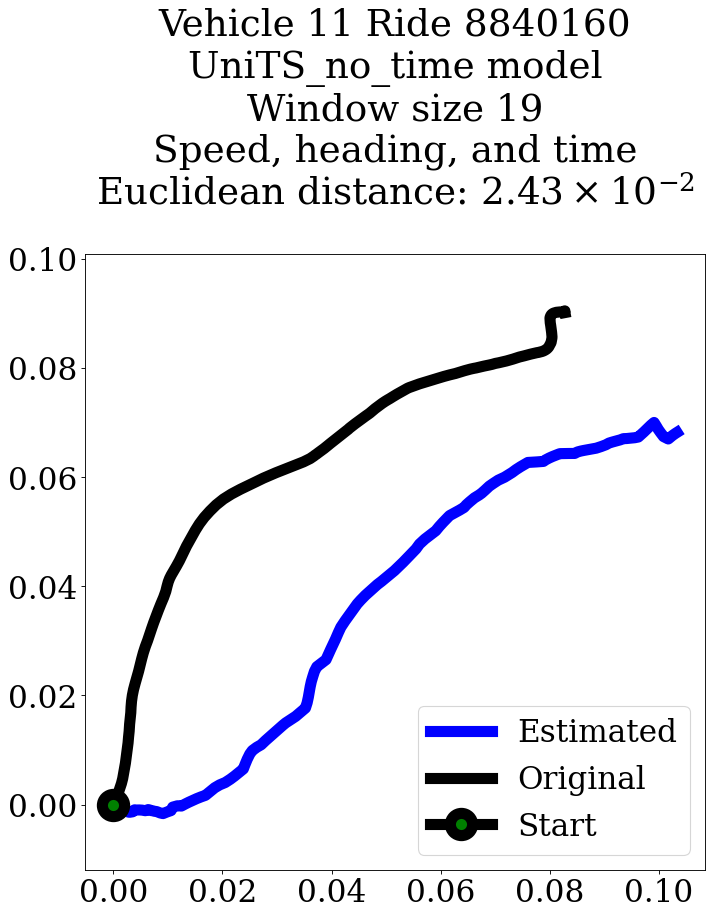 Vehicle 11 Ride 8840160
UniTS_no_time model
Window size 19
Speed, heading, and time
Euclidean distance: 2.43 × 10⁻²
0.10
0.08
0.06
0.04
0.02
0.00
Estimated
Original
Start
0.00 0.02 0.04 0.06 0.08 0.10